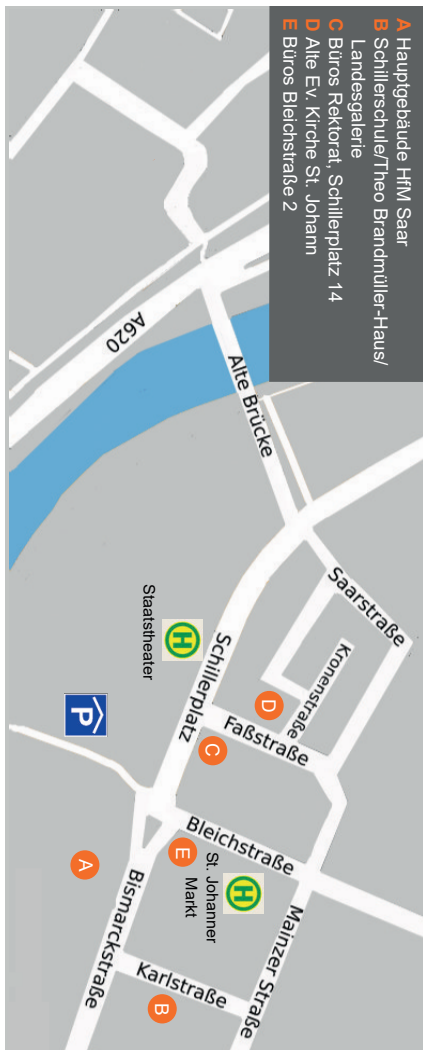 A Hauptgebäude HfM Saar
B Schillerschule/Theo Brandmüller-Haus/
Landesgalerie
C Büros Rektorat, Schillerplatz 14
D Alte Ev. Kirche St. Johann
E Büros Bleichstraße 2
A620
Alte Brücke
Saarstraße
Kronenstraße
D
Faßstraße
C
Schillerplatz
H
Staatstheater
P
Bleichstraße
E
H
St. Johanner
Markt
Mainzer Straße
A
Bismarckstraße
Karlstraße
B